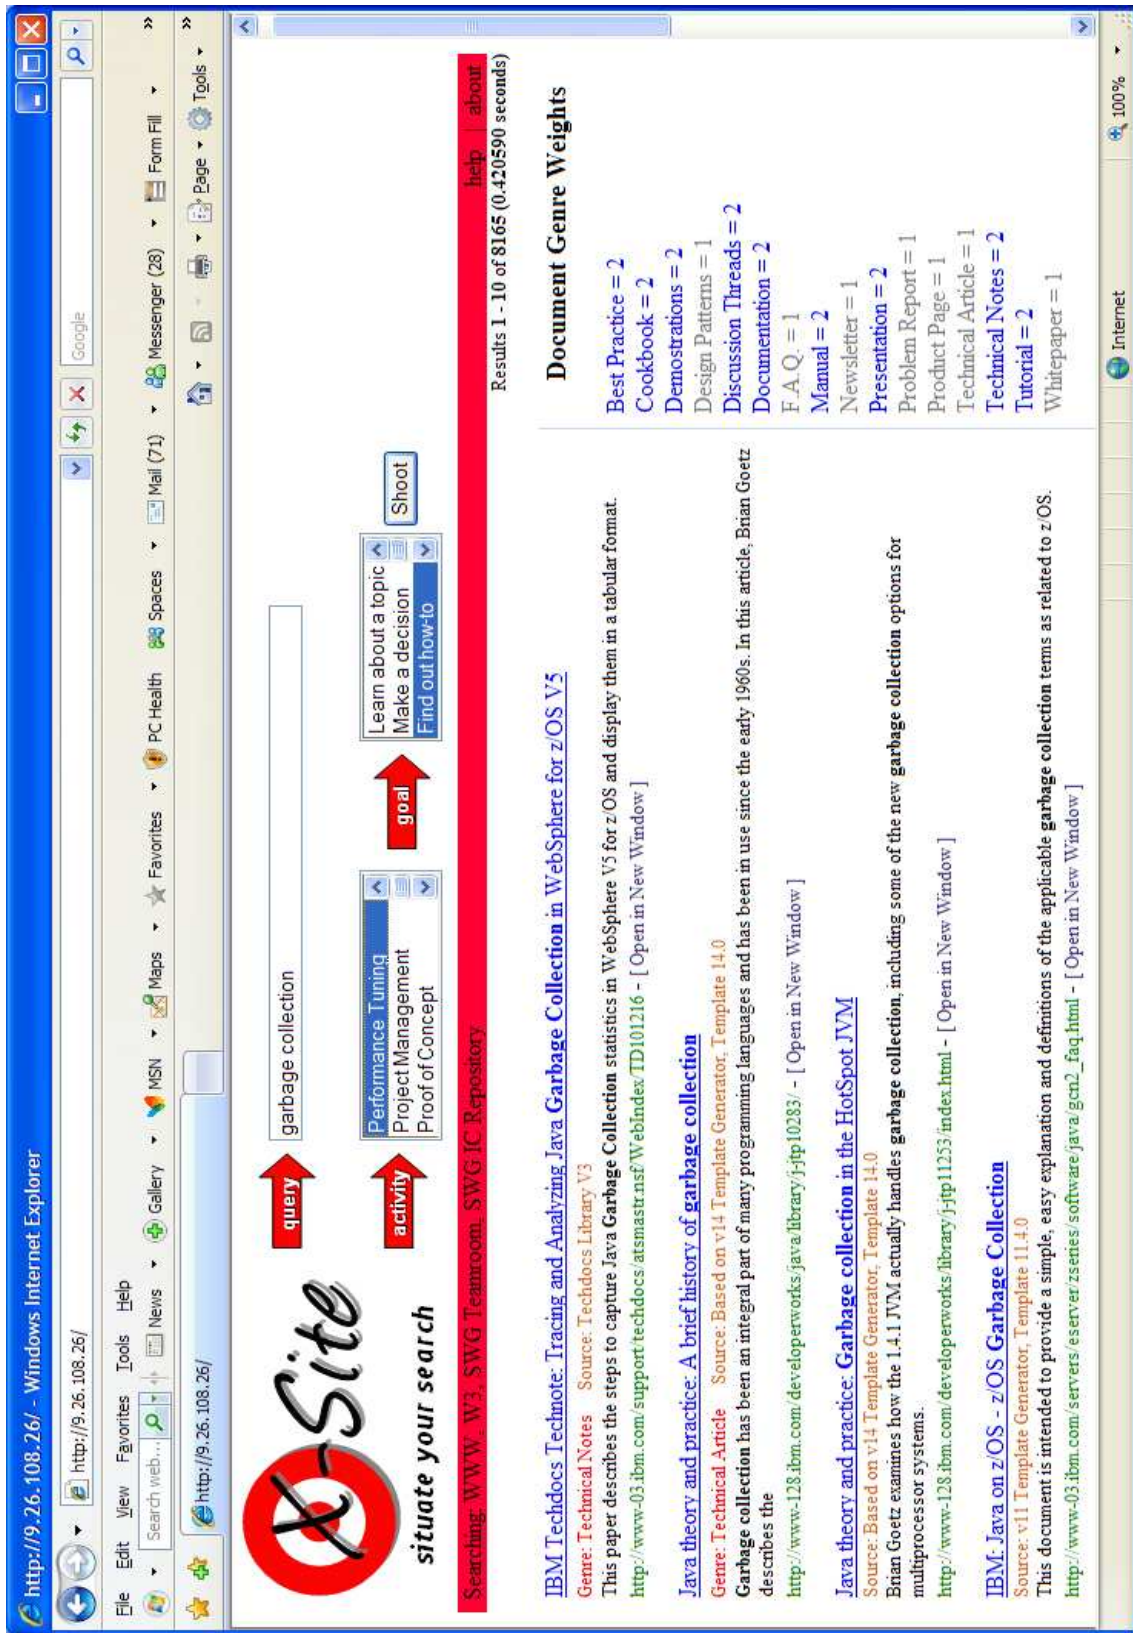 http://9.26.108.26/ - Windows Internet Explorer
http://9.26.108.26/
Google
File Edit View Favorites Tools Help
Search web...
News
Gallery
MSN
Maps
Favorites
PC Health
Spaces
Mail (71)
Messenger (28)
Form Fill
»
http://9.26.108.26/
Page
Tools
»
X-Site
situate your search
query
garbage collection
activity
Performance Tuning
Project Management
Proof of Concept
goal
Learn about a topic
Make a decision
Find out how-to
Shoot
Searching: WWW, W3, SWG Teamroom, SWG IC Repository
help | about
Results 1 - 10 of 8165 (0.420590 seconds)
IBM Techdocs Technote: Tracing and Analyzing Java Garbage Collection in WebSphere for z/OS V5
Genre: Technical Notes Source: Techdocs Library V3
This paper describes the steps to capture Java Garbage Collection statistics in WebSphere V5 for z/OS and display them in a tabular format.
http://www-03.ibm.com/support/techdocs/atsmastr.nsf/WebIndex/TD101216 - [ Open in New Window ]
Java theory and practice: A brief history of garbage collection
Genre: Technical Article Source: Based on v14 Template Generator, Template 14.0
Garbage collection has been an integral part of many programming languages and has been in use since the early 1960s. In this article, Brian Goetz
describes the
http://www-128.ibm.com/developerworks/java/library/j-jtp10283/ - [ Open in New Window ]
Java theory and practice: Garbage collection in the HotSpot JVM
Source: Based on v14 Template Generator, Template 14.0
Brian Goetz examines how the 1.4.1 JVM actually handles garbage collection, including some of the new garbage collection options for
multiprocessor systems.
http://www-128.ibm.com/developerworks/library/j-jtp11253/index.html - [ Open in New Window ]
IBM: Java on z/OS - z/OS Garbage Collection
Source: v11 Template Generator, Template 11.4.0
This document is intended to provide a simple, easy explanation and definitions of the applicable garbage collection terms as related to z/OS.
http://www-03.ibm.com/servers/eserver/zseries/software/java/gcn2_faq.html - [ Open in New Window ]
Document Genre Weights
Best Practice = 2
Cookbook = 2
Demostrations = 2
Design Patterns = 1
Discussion Threads = 2
Documentation = 2
F.A.Q. = 1
Manual = 2
Newsletter = 1
Presentation = 2
Problem Report = 1
Product Page = 1
Technical Article = 1
Technical Notes = 2
Tutorial = 2
Whitepaper = 1
Internet
100%